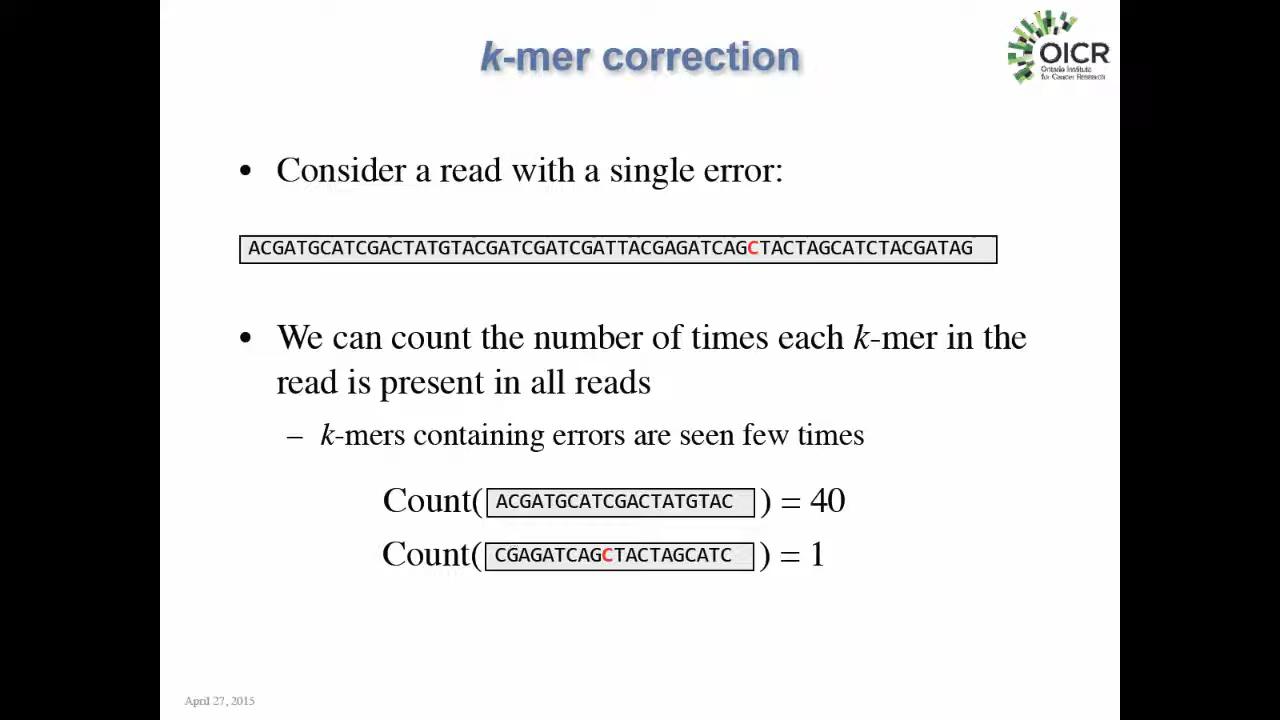 k-mer correction
OICR
Ontario Institute
for Cancer Research
• Consider a read with a single error:
ACGATGCATCGACTATGTACGATCGATCGATTACGAGATCAGCTACTAGCATCTACGATAG
• We can count the number of times each k-mer in the
read is present in all reads
– k-mers containing errors are seen few times
Count( ACGATGCATCGACTATGTAC ) = 40
Count( CGAGATCAGCTACTAGCATC ) = 1
April 27, 2015